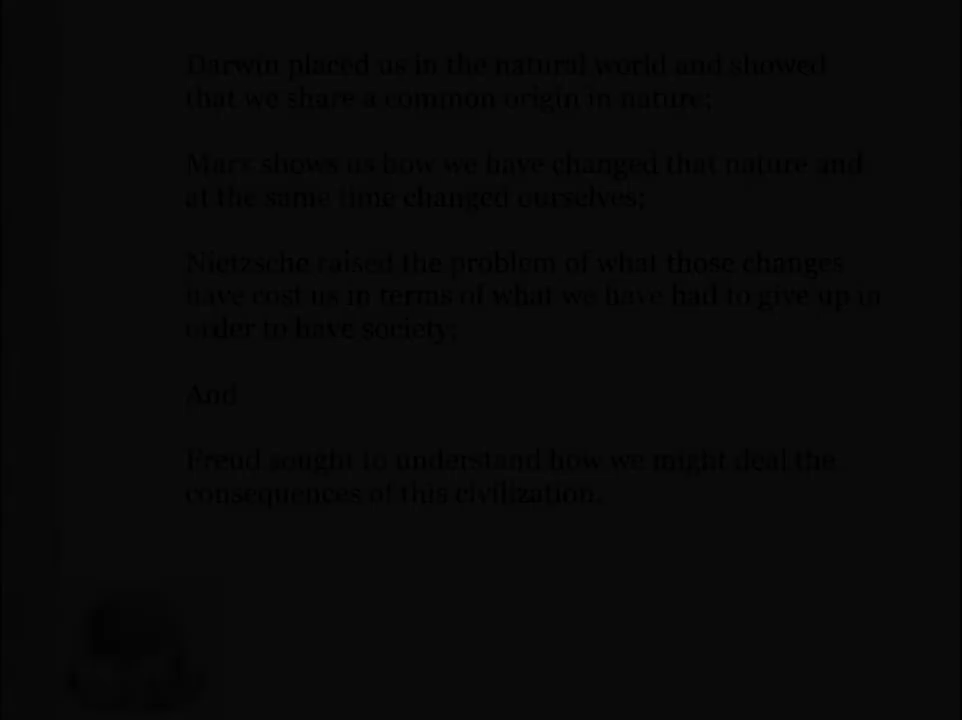 Darwin placed us in the natural world and showed
that we share a common origin in nature;
Marx shows us how we have changed that nature and
at the same time changed ourselves;
Nietzsche raised the problem of what those changes
have cost us in terms of what we have had to give up in
order to have society;
And
Freud sought to understand how we might deal the
consequences of this civilization.